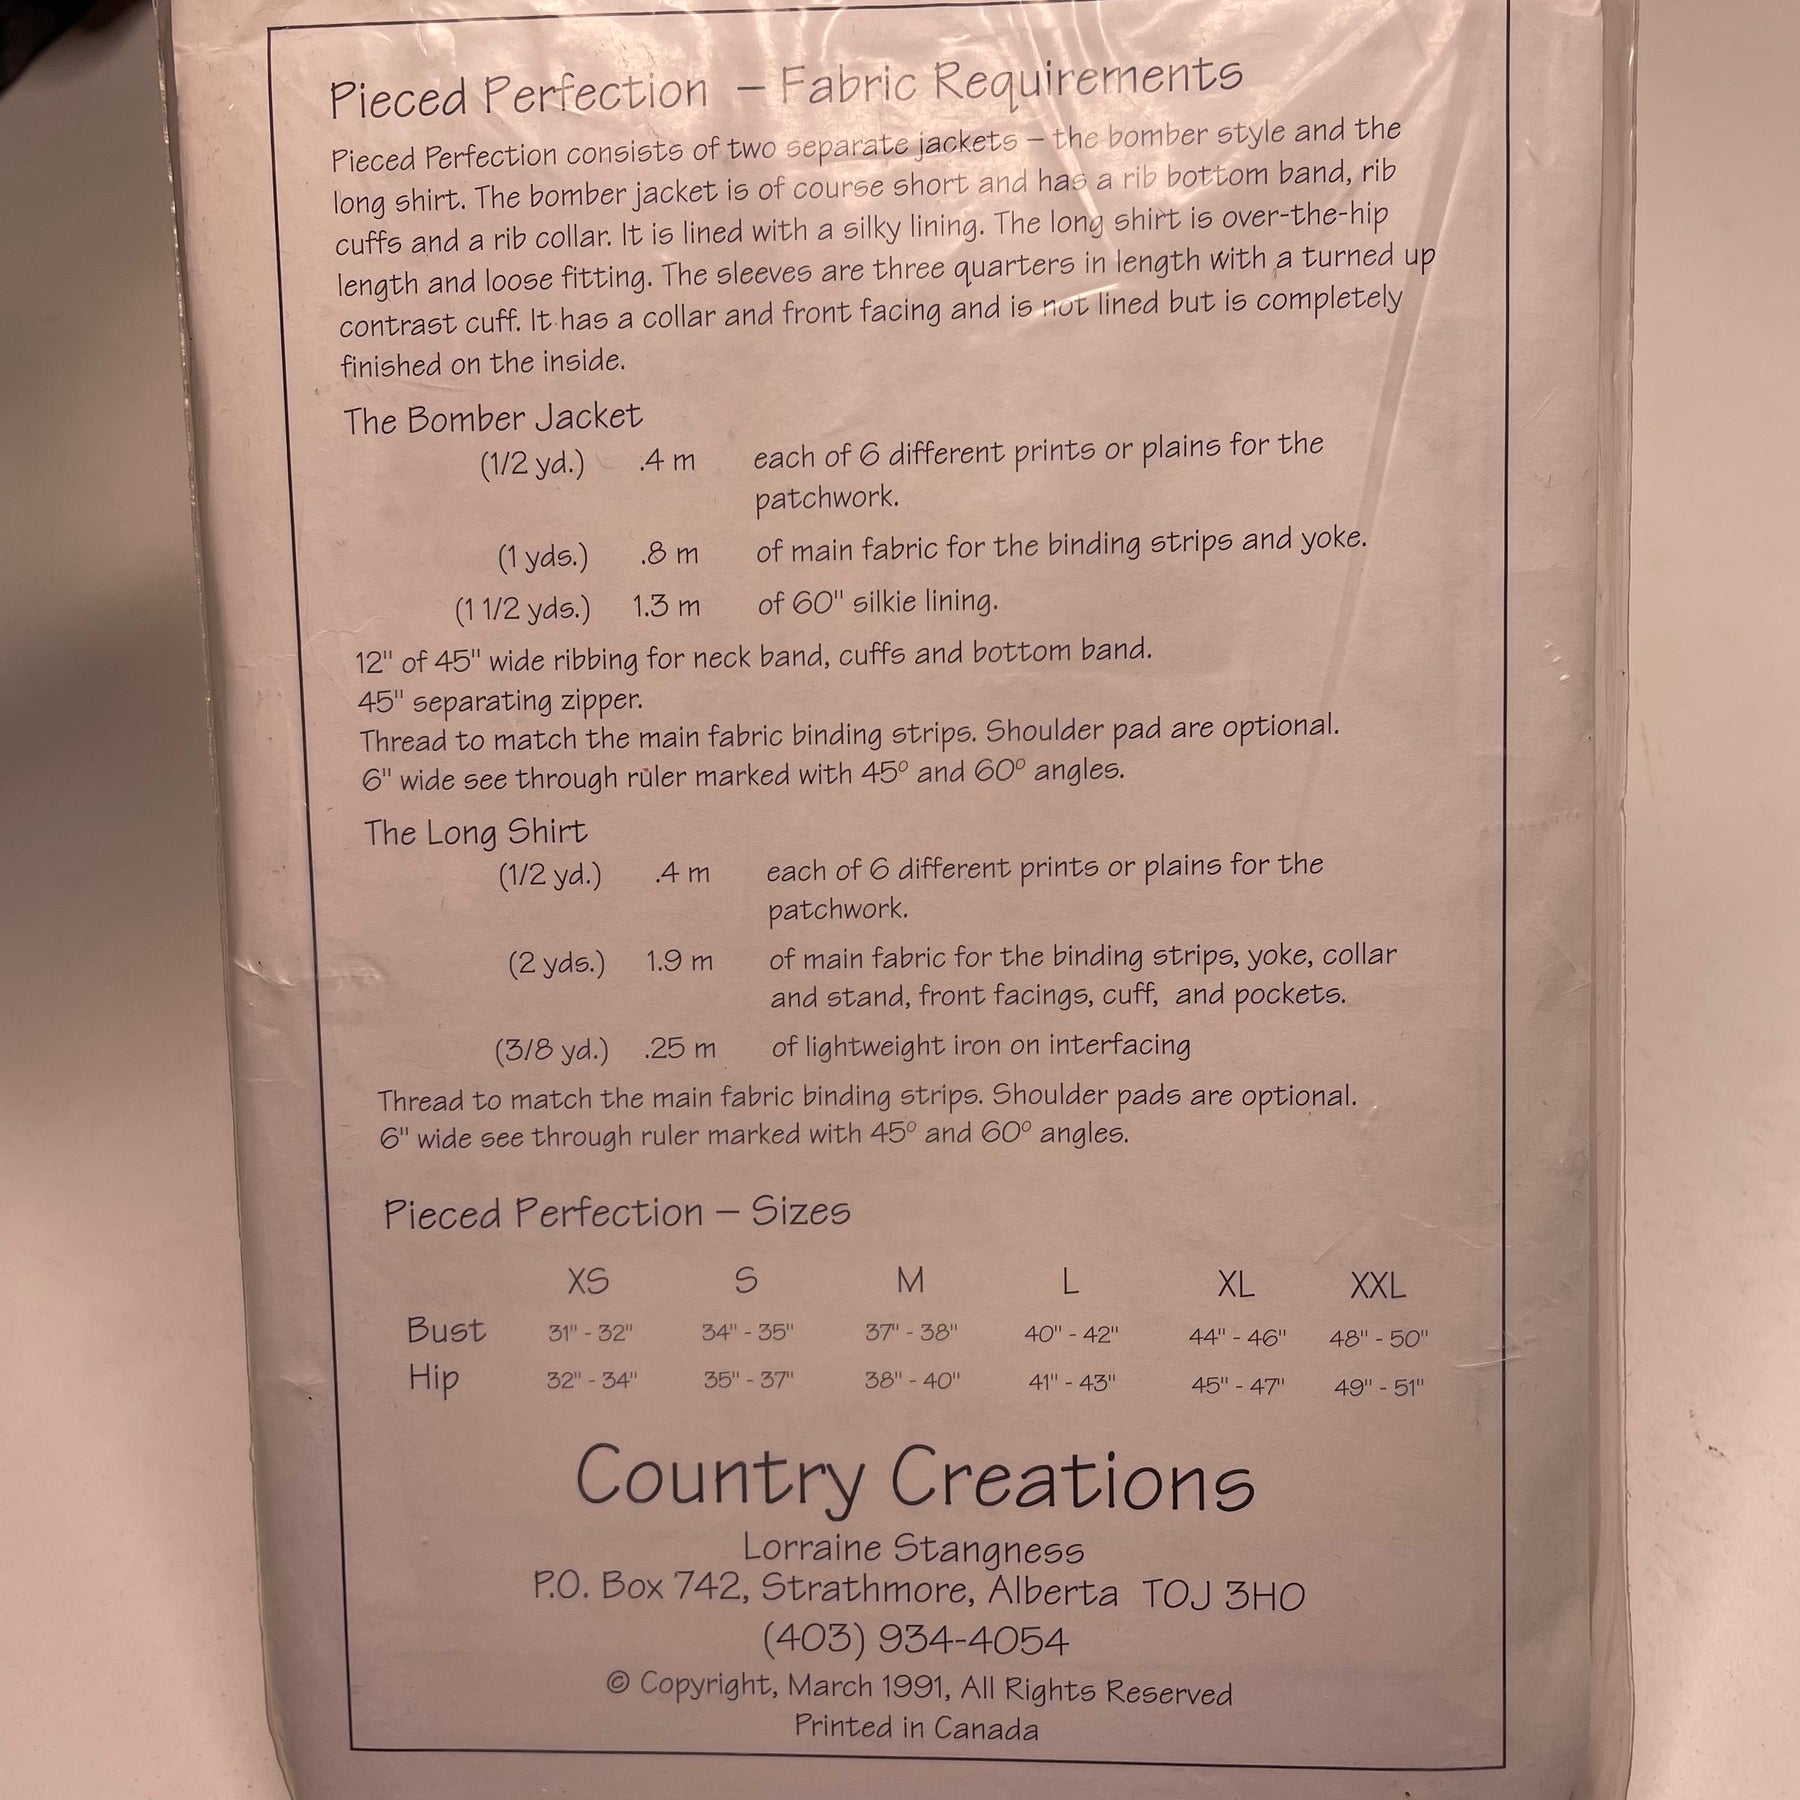 Pieced Perfection – Fabric Requirements
Pieced Perfection consists of two separate jackets – the bomber style and the
long shirt. The bomber jacket is of course short and has a rib bottom band, rib
cuffs and a rib collar. It is lined with a silky lining. The long shirt is over-the-hip
length and loose fitting. The sleeves are three quarters in length with a turned up
contrast cuff. It has a collar and front facing and is not lined but is completely
finished on the inside.
The Bomber Jacket
(1/2 yd.) .4 m each of 6 different prints or plains for the
patchwork.
(1 yds.) .8 m of main fabric for the binding strips and yoke.
(1 1/2 yds.) 1.3 m of 60" silkie lining.
12" of 45" wide ribbing for neck band, cuffs and bottom band.
45" separating zipper.
Thread to match the main fabric binding strips. Shoulder pad are optional.
6" wide see through ruler marked with 45º and 60º angles.
The Long Shirt
(1/2 yd.) .4 m each of 6 different prints or plains for the
patchwork.
(2 yds.) 1.9 m of main fabric for the binding strips, yoke, collar
and stand, front facings, cuff, and pockets.
(3/8 yd.) .25 m of lightweight iron on interfacing
Thread to match the main fabric binding strips. Shoulder pads are optional.
6" wide see through ruler marked with 45º and 60º angles.
Pieced Perfection – Sizes
XS S M L XL XXL
Bust 31" - 32" 34" - 35" 37" - 38" 40" - 42" 44" - 46" 48" - 50"
Hip 32" - 34" 35" - 37" 38" - 40" 41" - 43" 45" - 47" 49" - 51"
Country Creations
Lorraine Stangness
P.O. Box 742, Strathmore, Alberta TOJ 3HO
(403) 934-4054
© Copyright, March 1991, All Rights Reserved
Printed in Canada